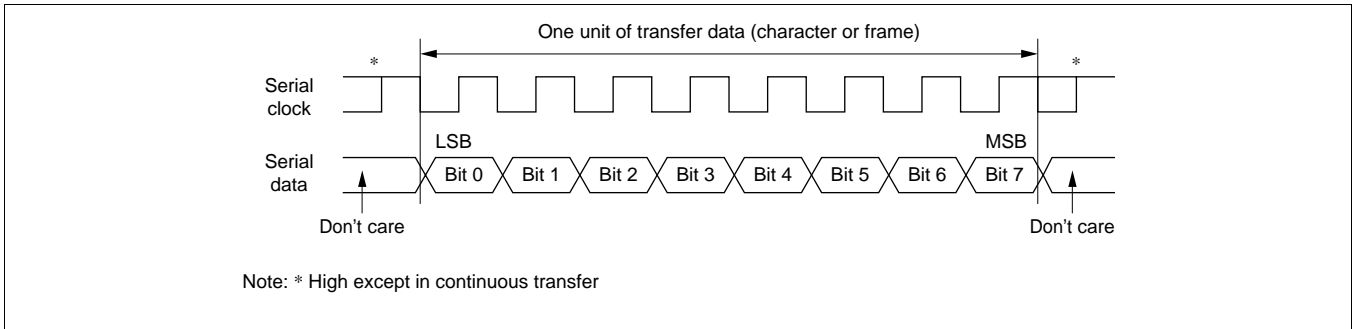 One unit of transfer data (character or frame)
* *
Serial
clock
LSB MSB
Serial
data
Bit 0 Bit 1 Bit 2 Bit 3 Bit 4 Bit 5 Bit 6 Bit 7
Don't care Don't care
Note: * High except in continuous transfer